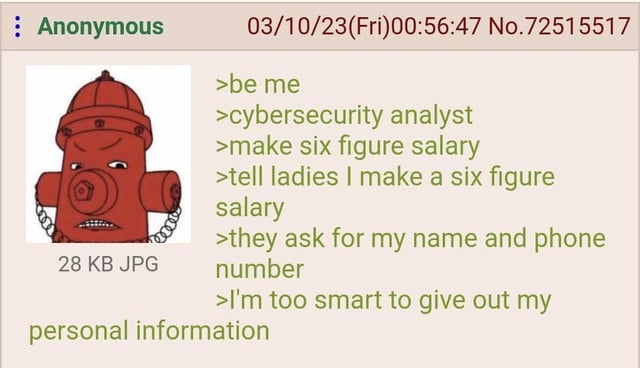 Anonymous 03/10/23(Fri)00:56:47 No.72515517
>be me
>cybersecurity analyst
>make six figure salary
>tell ladies I make a six figure
salary
>they ask for my name and phone
number
>I'm too smart to give out my
personal information
28 KB JPG